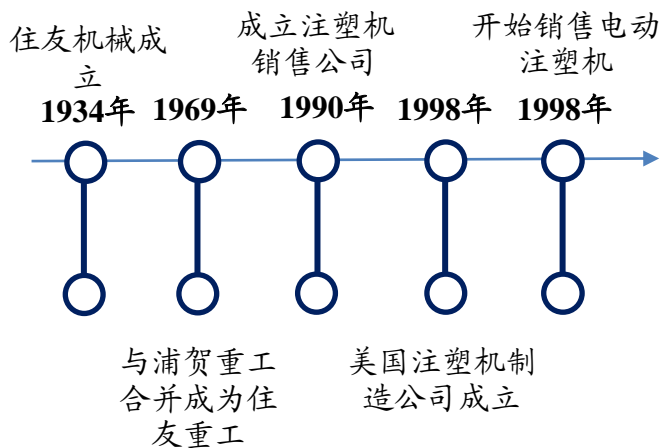 住友机械成
立
成立注塑机
销售公司
开始销售电动
注塑机
1934年
1969年
1990年
1998年
1998年
与浦贺重工
合并成为住
友重工
美国注塑机制
造公司成立